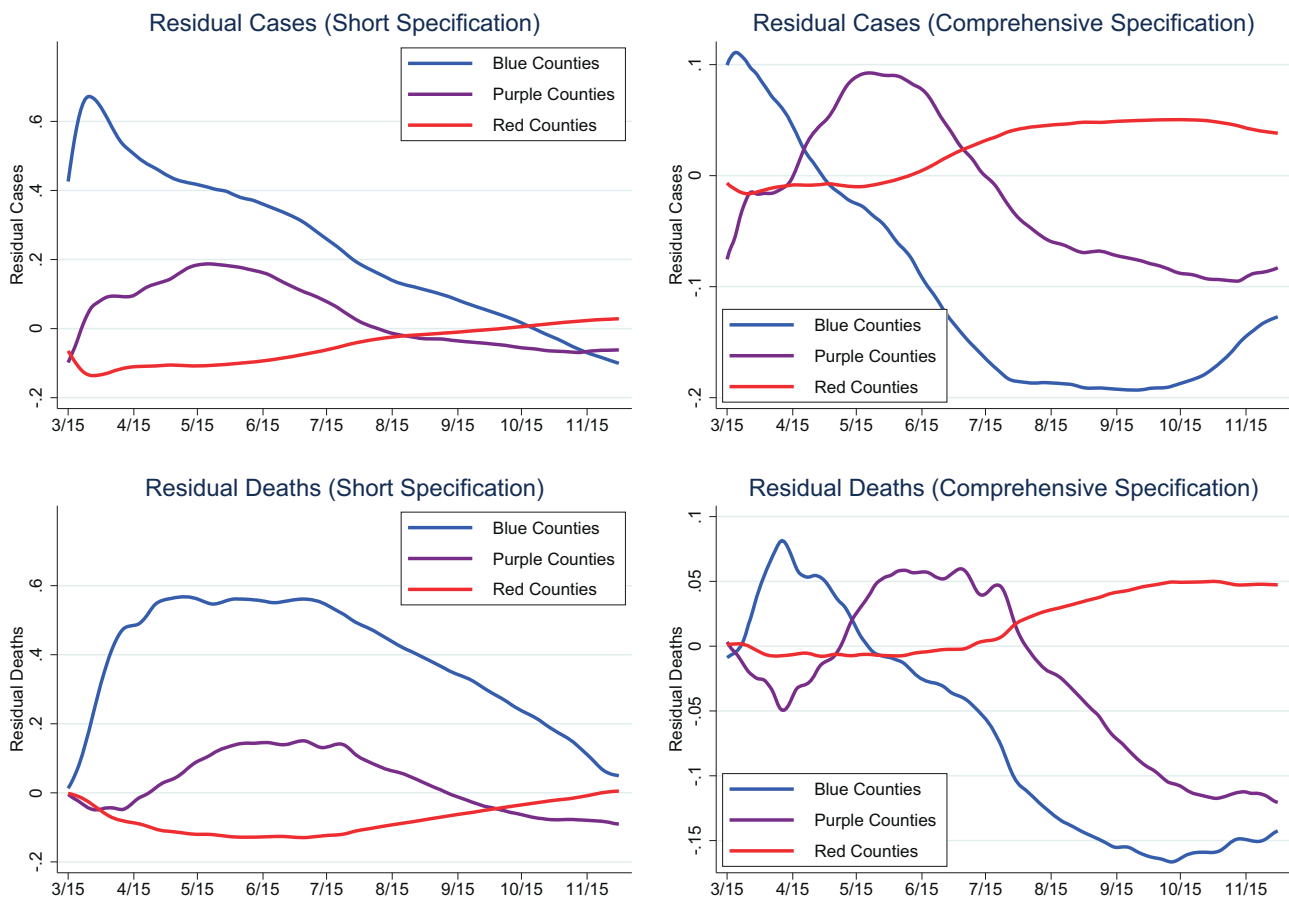 Residual Cases (Short Specification)
Residual Cases
.6
.4
.2
0
-.2
3/15 4/15 5/15 6/15 7/15 8/15 9/15 10/15 11/15
Blue Counties
Purple Counties
Red Counties
Residual Cases (Comprehensive Specification)
Residual Cases
.1
0
-.1
-.2
3/15 4/15 5/15 6/15 7/15 8/15 9/15 10/15 11/15
Blue Counties
Purple Counties
Red Counties
Residual Deaths (Short Specification)
Residual Deaths
.6
.4
.2
0
-.2
3/15 4/15 5/15 6/15 7/15 8/15 9/15 10/15 11/15
Blue Counties
Purple Counties
Red Counties
Residual Deaths (Comprehensive Specification)
Residual Deaths
.1
.05
0
-.05
-.1
-.15
3/15 4/15 5/15 6/15 7/15 8/15 9/15 10/15 11/15
Blue Counties
Purple Counties
Red Counties